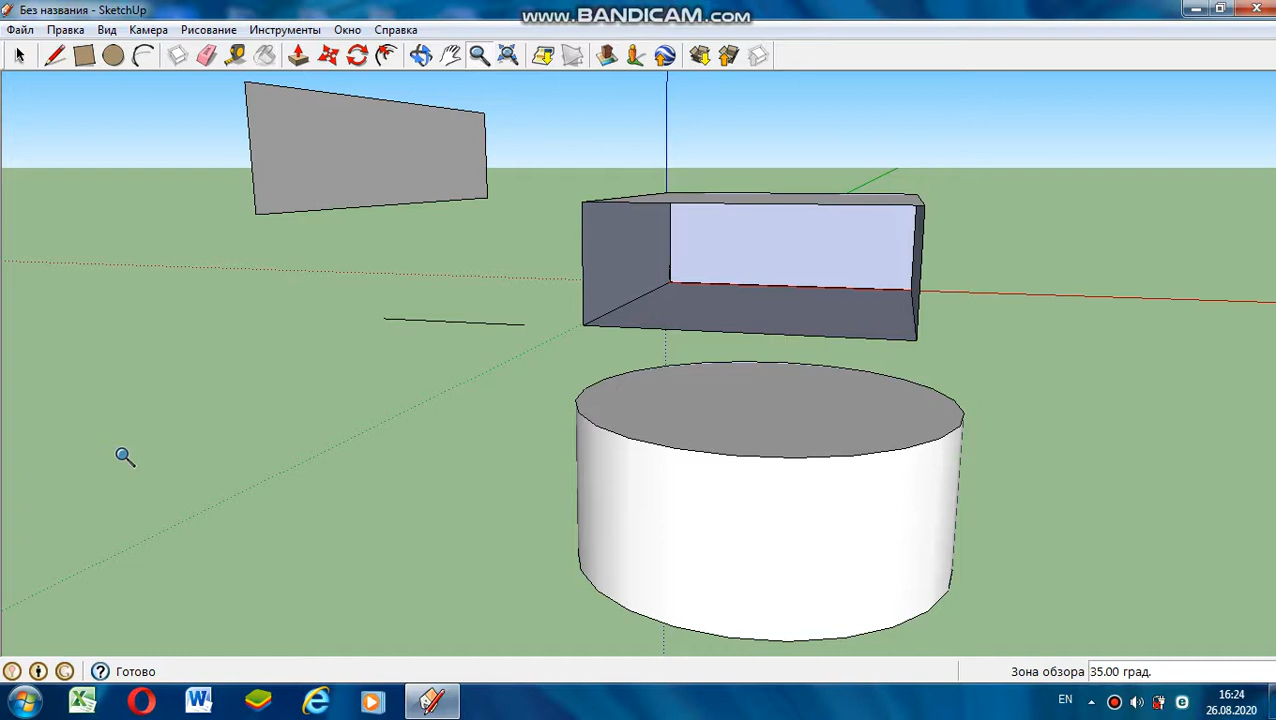 Без названия - SketchUp
www.BANDICAM.com
Файл Правка Вид Камера Рисование Инструменты Окно Справка
Готово
Зона обзора 35.00 град.
EN
16:24
26.08.2020